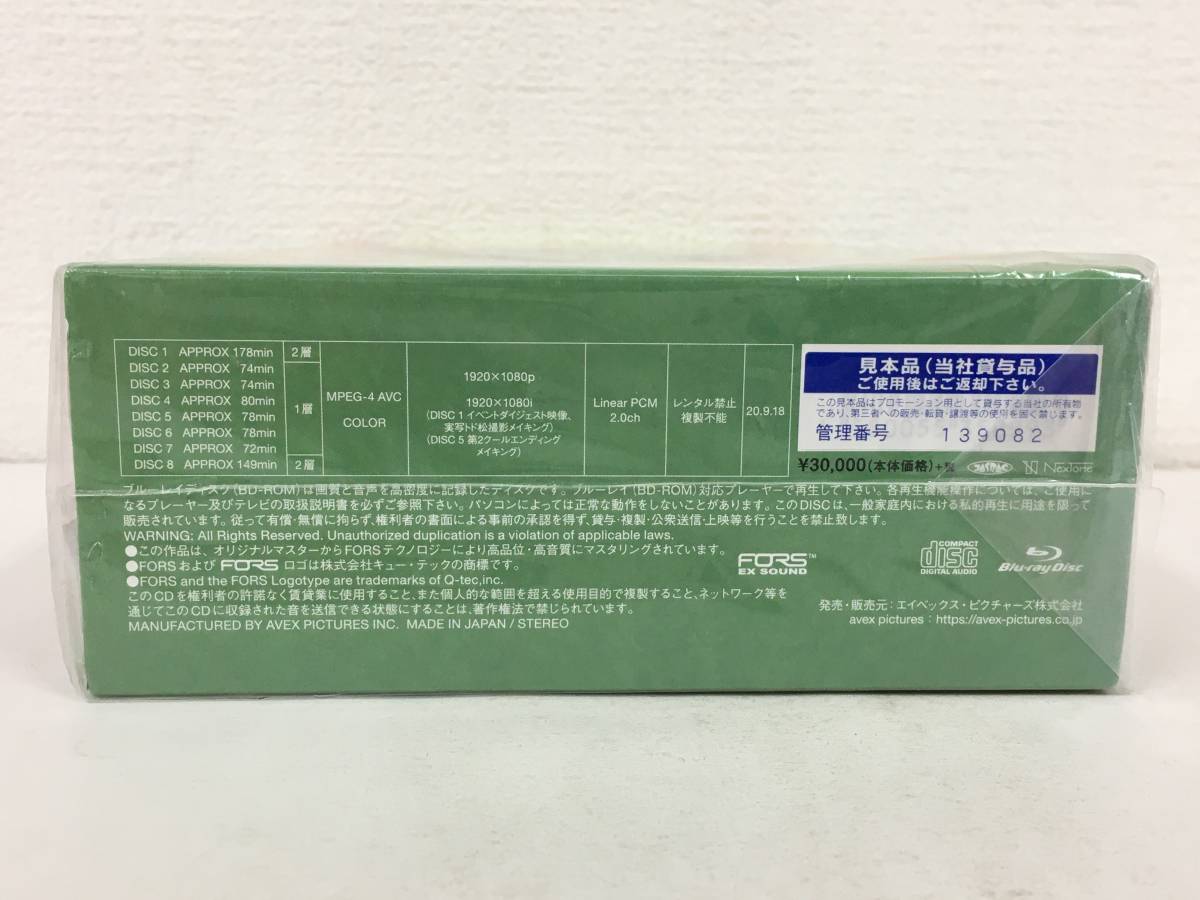 DISC 1 APPROX 178min 2層
DISC 2 APPROX 74min
DISC 3 APPROX 74min
DISC 4 APPROX 80min
DISC 5 APPROX 78min
DISC 6 APPROX 78min
DISC 7 APPROX 72min
1層
DISC 8 APPROX 149min 2層
MPEG-4 AVC
COLOR
1920×1080p
1920×1080i
(DISC 1 イベントダイジェスト映像、
実写トド松撮影メイキング)
(DISC 5 第2クールエンディング
メイキング)
Linear PCM
2.0ch
レンタル禁止
複製不能
20.9.18
見本品(当社貸与品)
ご使用後はご返却下さい。
この見本品はプロモーション用として貸与する当社の所有物
であり、第三者への販売・転貸・譲渡等の使用を固く禁じます。
管理番号 139082
¥30,000(本体価格)+税
JASRAC NexTone
ブルーレイディスク(BD-ROM)は画質と音声を高密度に記録したディスクです。ブルーレイ(BD-ROM)対応プレーヤーで再生して下さい。各再生機能操作については、ご使用に
なるプレーヤー及びテレビの取扱説明書を必ずご参照下さい。パソコンによっては正常な動作をしないことがあります。このDISCは、一般家庭内における私的再生に用途を限って
販売されています。従って有償・無償に拘らず、権利者の書面による事前の承認を得ず、貸与・複製・公衆送信・上映等を行うことを禁止致します。
WARNING: All Rights Reserved. Unauthorized duplication is a violation of applicable laws.
●この作品は、オリジナルマスターからFORSテクノロジーにより高品位・高音質にマスタリングされています。
●FORSおよび FORS ロゴは株式会社キュー・テックの商標です。
●FORS and the FORS Logotype are trademarks of Q-tec,inc.
このCDを権利者の許諾なく賃貸業に使用すること、また個人的な範囲を超える使用目的で複製すること、ネットワーク等を
通じてこのCDに収録された音を送信できる状態にすることは、著作権法で禁じられています。
MANUFACTURED BY AVEX PICTURES INC. MADE IN JAPAN / STEREO
FORS™
EX SOUND
COMPACT
disc
DIGITAL AUDIO
Blu-ray Disc
発売・販売元:エイベックス・ピクチャーズ株式会社
avex pictures:https://avex-pictures.co.jp